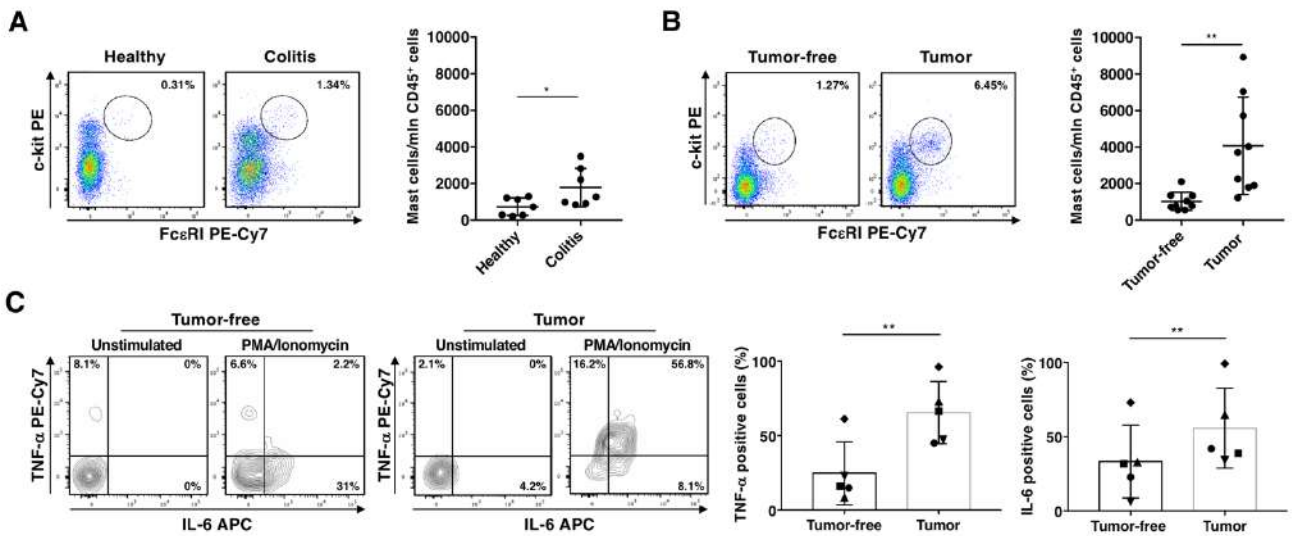 A
Healthy
Colitis
0.31%
1.34%
c-kit PE
FcεRI PE-Cy7
Mast cells/mln CD45⁺ cells
10000
8000
6000
4000
2000
0
*
Healthy
Colitis
B
Tumor-free
Tumor
1.27%
6.45%
c-kit PE
FcεRI PE-Cy7
Mast cells/mln CD45⁺ cells
10000
8000
6000
4000
2000
0
**
Tumor-free
Tumor
C
Tumor-free
Unstimulated
PMA/Ionomycin
8.1%
0%
0%
6.6%
2.2%
31%
TNF-α PE-Cy7
IL-6 APC
Tumor
Unstimulated
PMA/Ionomycin
2.1%
0%
4.2%
16.2%
56.8%
8.1%
TNF-α PE-Cy7
IL-6 APC
TNF-α positive cells (%)
100
50
0
**
Tumor-free
Tumor
IL-6 positive cells (%)
100
50
0
**
Tumor-free
Tumor